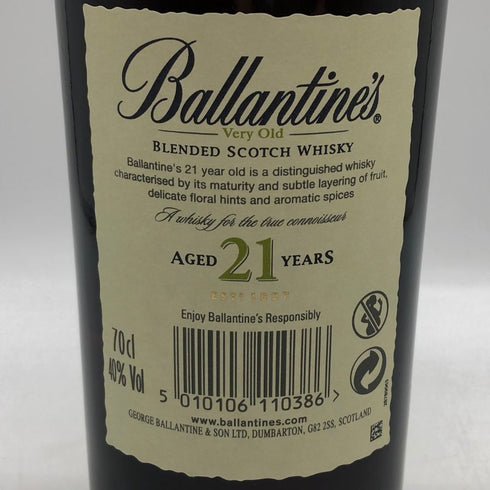 Ballantine's®
Very Old
BLENDED SCOTCH WHISKY
Ballantine's 21 year old is a distinguished whisky
characterised by its maturity and subtle layering of fruit,
delicate floral hints and aromatic spices
A whisky for the true connoisseur
AGED 21 YEARS
Enjoy Ballantine's Responsibly
70cl
40% Vol
5 010106 110386 >
www.ballantines.com
GEORGE BALLANTINE & SON LTD, DUMBARTON, G82 2SS, SCOTLAND